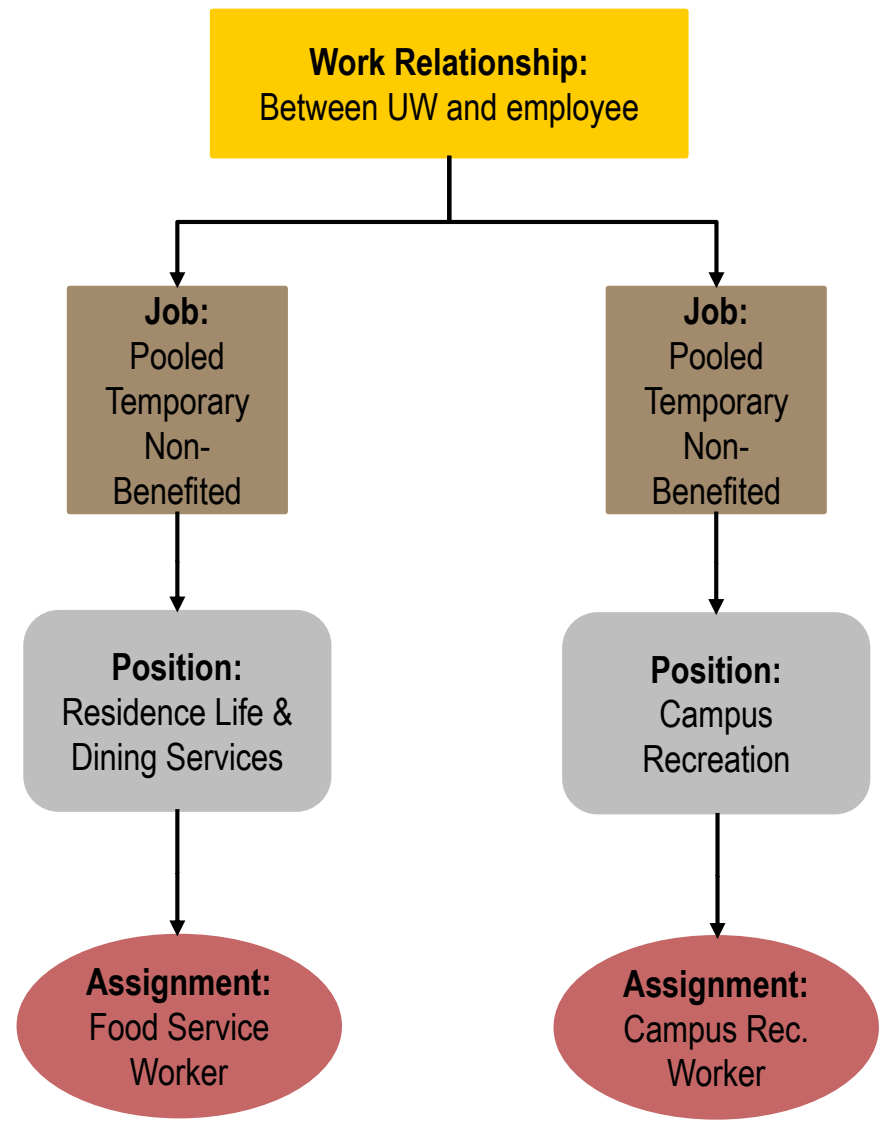 Work Relationship:
Between UW and employee
Job:
Pooled
Temporary
Non-
Benefited
Job:
Pooled
Temporary
Non-
Benefited
Position:
Residence Life &
Dining Services
Position:
Campus
Recreation
Assignment:
Food Service
Worker
Assignment:
Campus Rec.
Worker